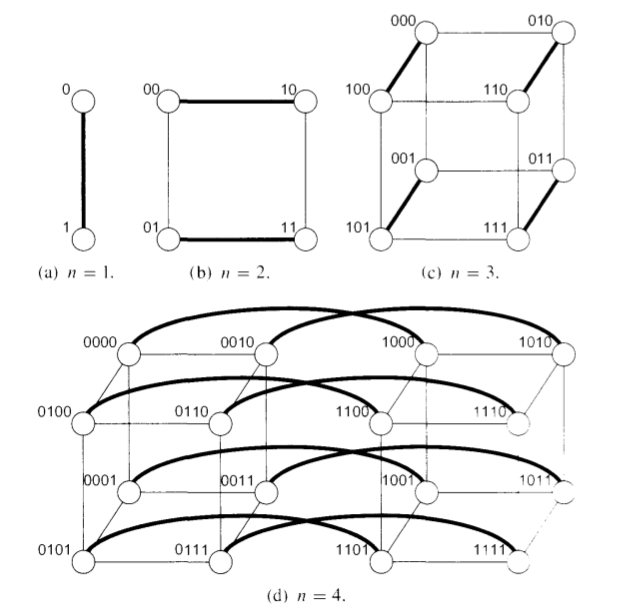 000 010
0 00 10 100 110
001 011
1 01 11 101 111
(a) n = 1. (b) n = 2. (c) n = 3.
0000 0010 1000 1010
0100 0110 1100 1110
0001 0011 1001 1011
0101 0111 1101 1111
(d) n = 4.